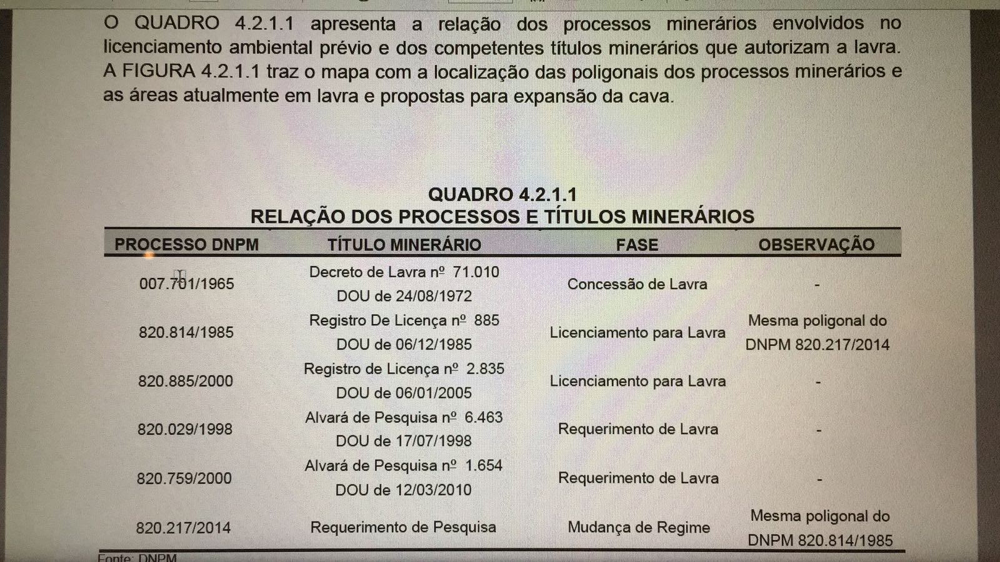 O QUADRO 4.2.1.1 apresenta a relação dos processos minerários envolvidos no
licenciamento ambiental prévio e dos competentes títulos minerários que autorizam a lavra.
A FIGURA 4.2.1.1 traz o mapa com a localização das poligonais dos processos minerários e
as áreas atualmente em lavra e propostas para expansão da cava.
QUADRO 4.2.1.1
RELAÇÃO DOS PROCESSOS E TÍTULOS MINERÁRIOS
PROCESSO DNPM TÍTULO MINERÁRIO FASE OBSERVAÇÃO
007.701/1965 Decreto de Lavra nº 71.010 Concessão de Lavra -
DOU de 24/08/1972
820.814/1985 Registro De Licença nº 885 Licenciamento para Lavra Mesma poligonal do
DOU de 06/12/1985 DNPM 820.217/2014
820.885/2000 Registro de Licença nº 2.835 Licenciamento para Lavra -
DOU de 06/01/2005
820.029/1998 Alvará de Pesquisa nº 6.463 Requerimento de Lavra -
DOU de 17/07/1998
820.759/2000 Alvará de Pesquisa nº 1.654 Requerimento de Lavra -
DOU de 12/03/2010
820.217/2014 Requerimento de Pesquisa Mudança de Regime Mesma poligonal do
DNPM 820.814/1985
Fonte: DNPM